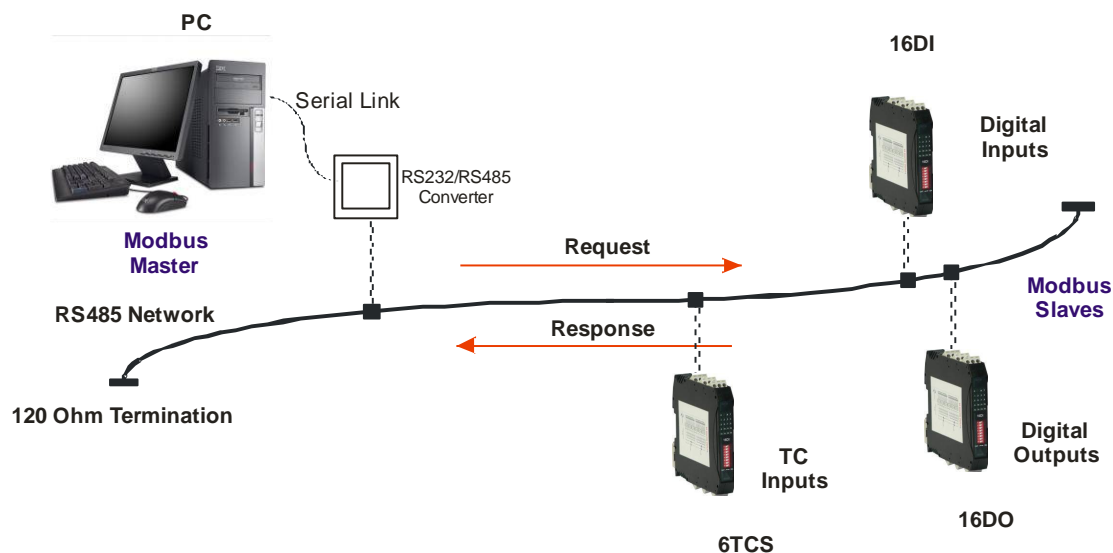 PC
16DI
Serial Link
Digital
Inputs
RS232/RS485
Converter
Modbus
Master
Request
Modbus
Slaves
RS485 Network
Response
120 Ohm Termination
TC
Inputs
Digital
Outputs
16DO
6TCS